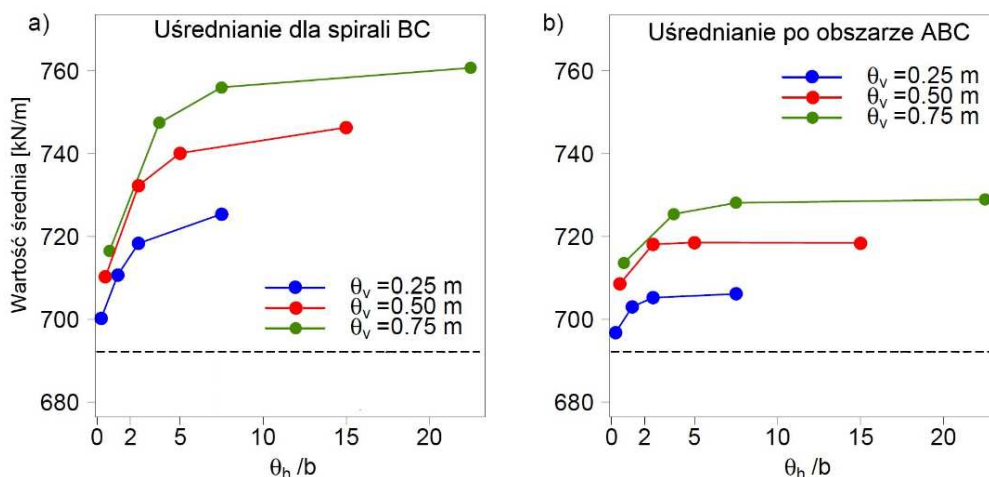 a)
Uśrednianie dla spirali BC
Wartość średnia [kN/m]
760
740
720
700
680
θv =0.25 m
θv =0.50 m
θv =0.75 m
0 2 5 10 15 20
θh /b
b)
Uśrednianie po obszarze ABC
θv =0.25 m
θv =0.50 m
θv =0.75 m
760
740
720
700
680
0 2 5 10 15 20
θh /b